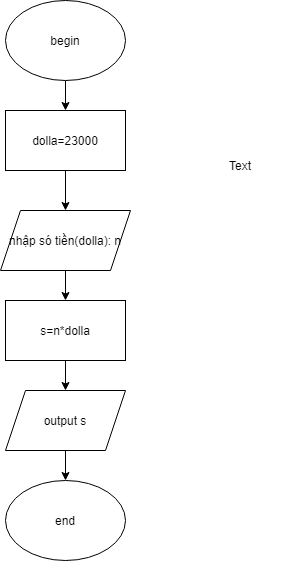 begin
dolla=23000
Text
nhập só tiền(dolla): n
s=n*dolla
output s
end